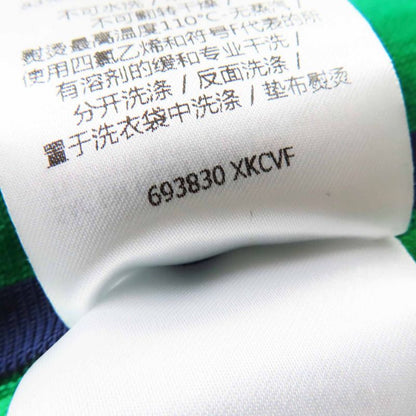 不可水洗 / 不可
不可翻转干燥
熨烫最高温度110°C·无蒸汽
使用四氯乙烯和符号F代表的所
有溶剂的缓和专业干洗/
分开洗涤 / 反面洗涤/
置于洗衣袋中洗涤 / 垫布熨烫
693830 XKCVF